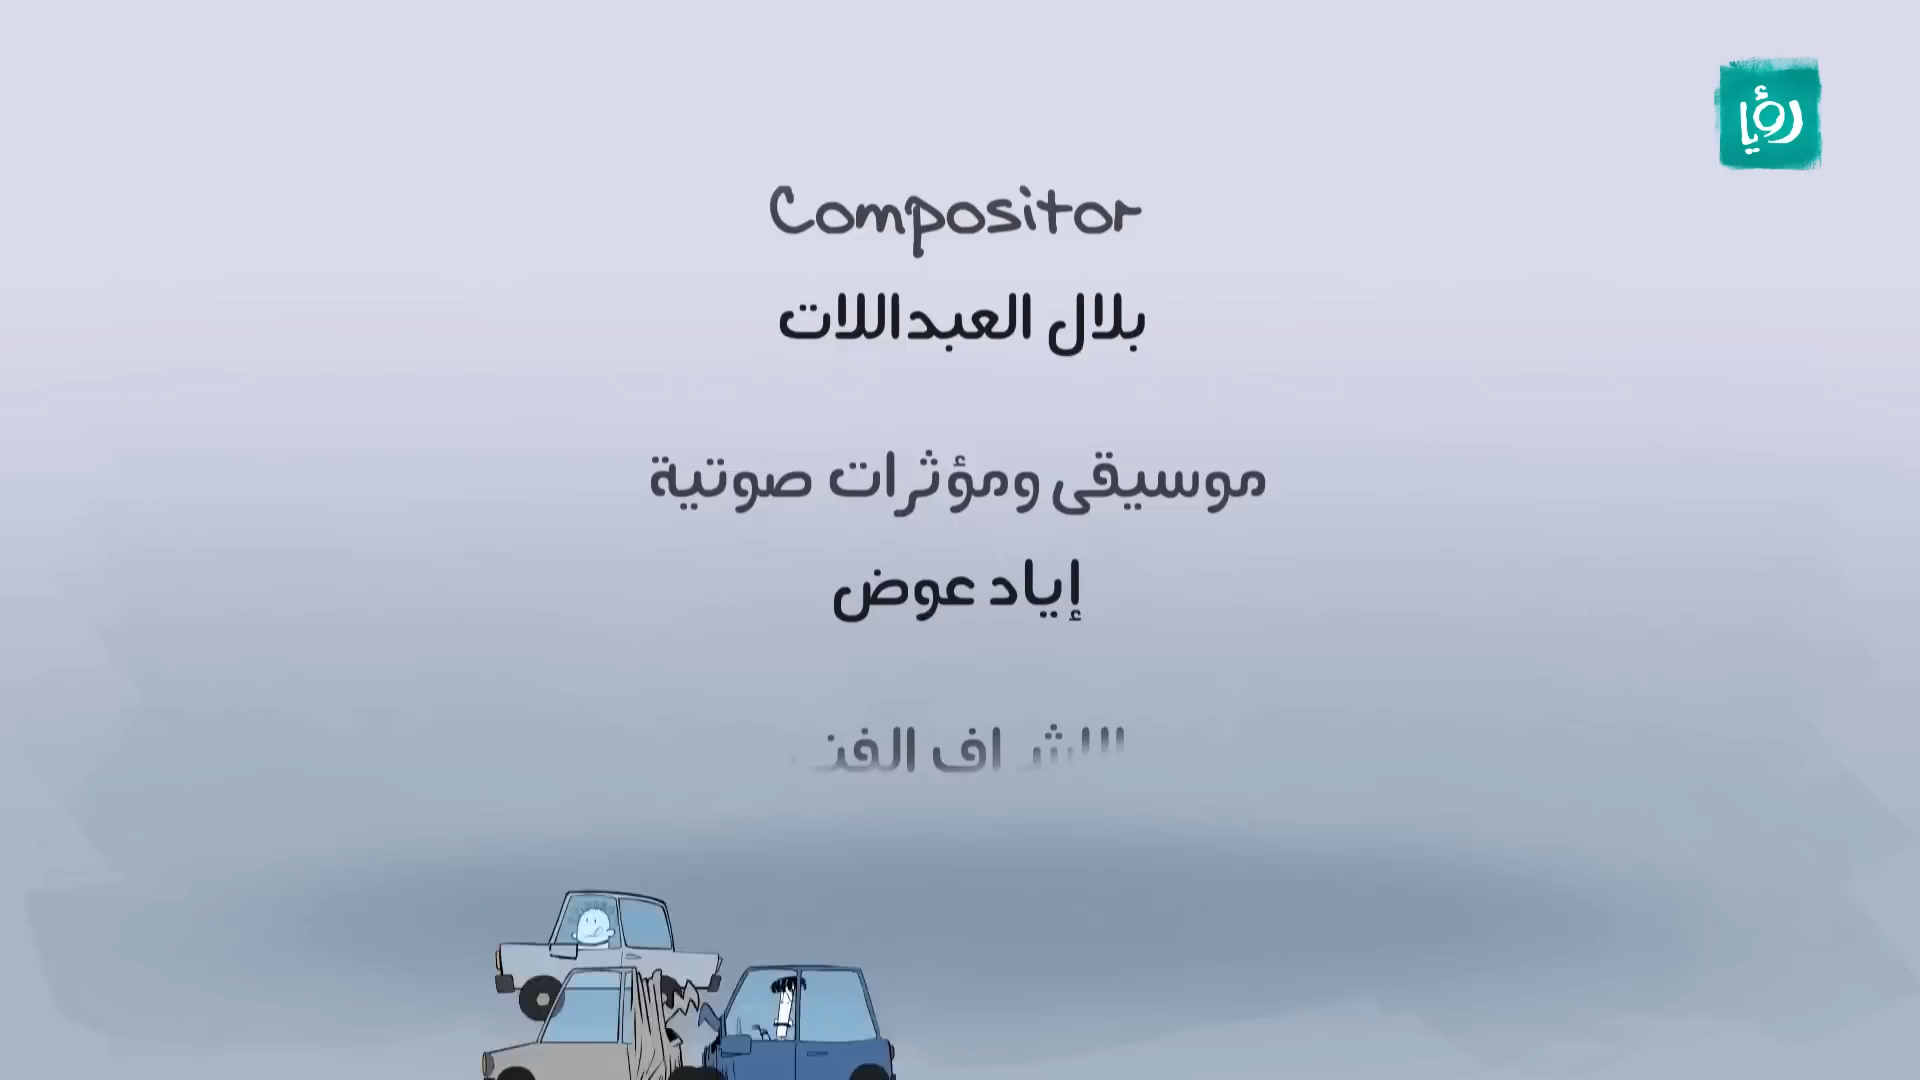 رؤيا
Compositor
بلال العبداللات
موسيقى ومؤثرات صوتية
إياد عوض